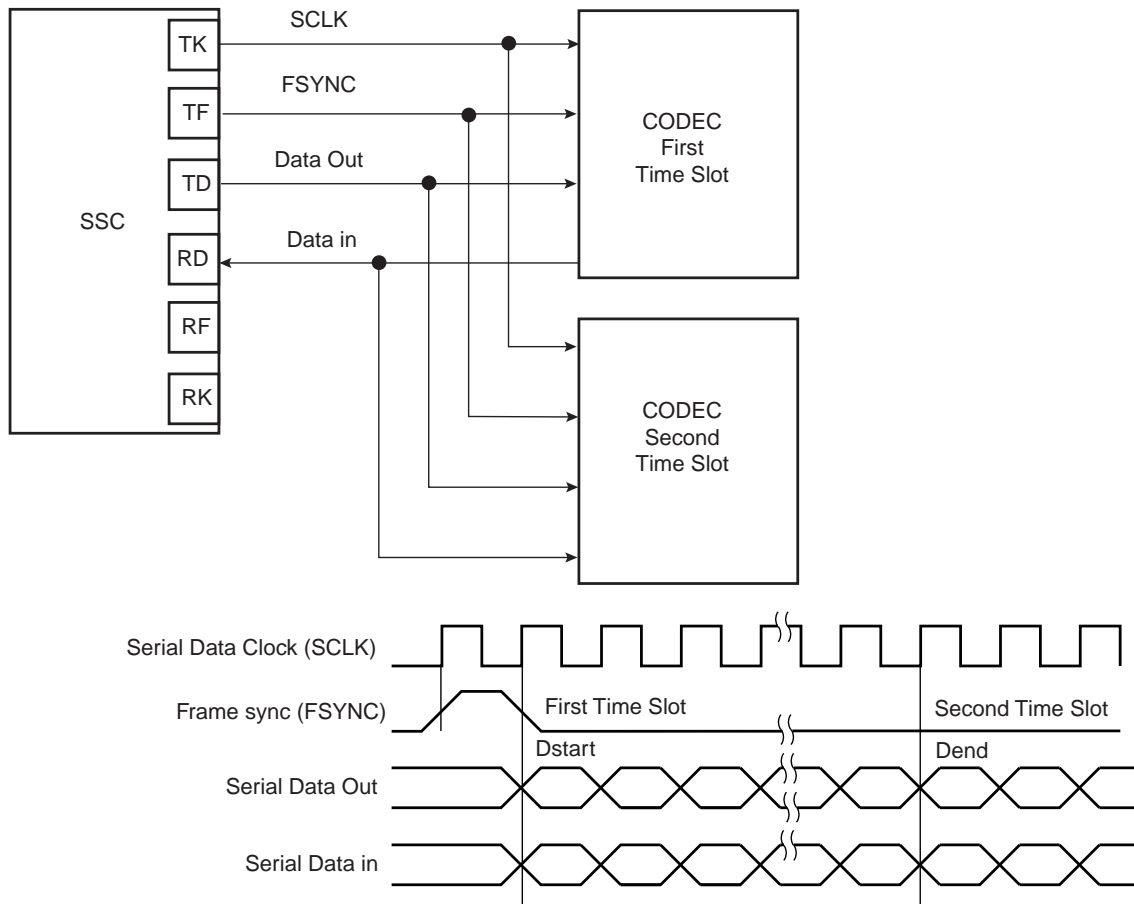 SCLK
TK
FSYNC
TF
CODEC
First
Time Slot
Data Out
TD
SSC
Data in
RD
RF
RK
CODEC
Second
Time Slot
Serial Data Clock (SCLK)
Frame sync (FSYNC)
First Time Slot
Second Time Slot
Dstart
Dend
Serial Data Out
Serial Data in